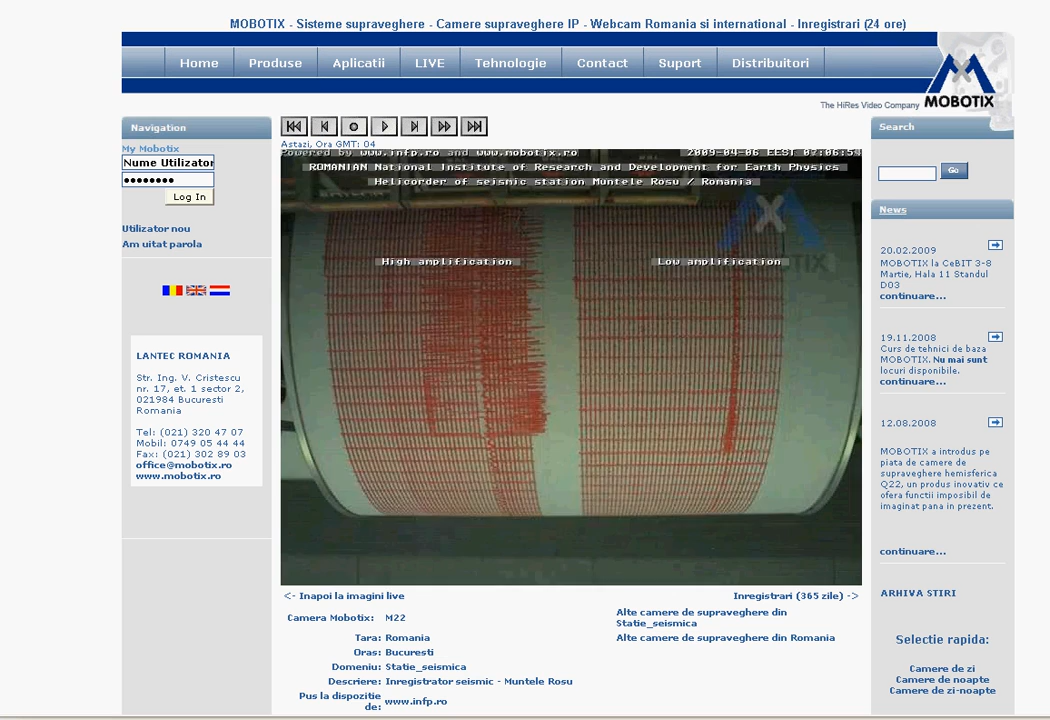 MOBOTIX - Sisteme supraveghere - Camere supraveghere IP - Webcam Romania si international - Inregistrari (24 ore)
Home
Produse
Aplicatii
LIVE
Tehnologie
Contact
Suport
Distribuitori
The HiRes Video Company
MOBOTIX
Navigation
My Mobotix
Nume Utilizator
Log In
Utilizator nou
Am uitat parola
LANTEC ROMANIA
Str. Ing. V. Cristescu
nr. 17, et. 1 sector 2,
021984 Bucuresti
Romania
Tel: (021) 320 47 07
Mobil: 0749 05 44 44
Fax: (021) 302 89 03
office@mobotix.ro
www.mobotix.ro
Astazi, Ora GMT: 04
Powered by www.infp.ro and www.mobotix.ro
2009-04-06 EEST 07:06:53
ROMANIAN National Institute of Research and Development for Earth Physics
Helicorder of seismic station Muntele Rosu / Romania
High amplification
Low amplification
<- Inapoi la imagini live
Inregistrari (365 zile) ->
Camera Mobotix: M22
Tara: Romania
Oras: Bucuresti
Domeniu: Statie_seismica
Descriere: Inregistrator seismic - Muntele Rosu
Pus la dispozitie
de: www.infp.ro
Alte camere de supraveghere din
Statie_seismica
Alte camere de supraveghere din Romania
Search
Go
News
20.02.2009
MOBOTIX la CeBIT 3-8
Martie, Hala 11 Standul
D03
continuare...
19.11.2008
Curs de tehnici de baza
MOBOTIX. Nu mai sunt
locuri disponibile.
continuare...
12.08.2008
MOBOTIX a introdus pe
piata de camere de
supraveghere hemisferica
Q22, un produs inovativ ce
ofera functii imposibil de
imaginat pana in prezent.
continuare...
ARHIVA STIRI
Selectie rapida:
Camere de zi
Camere de noapte
Camere de zi-noapte